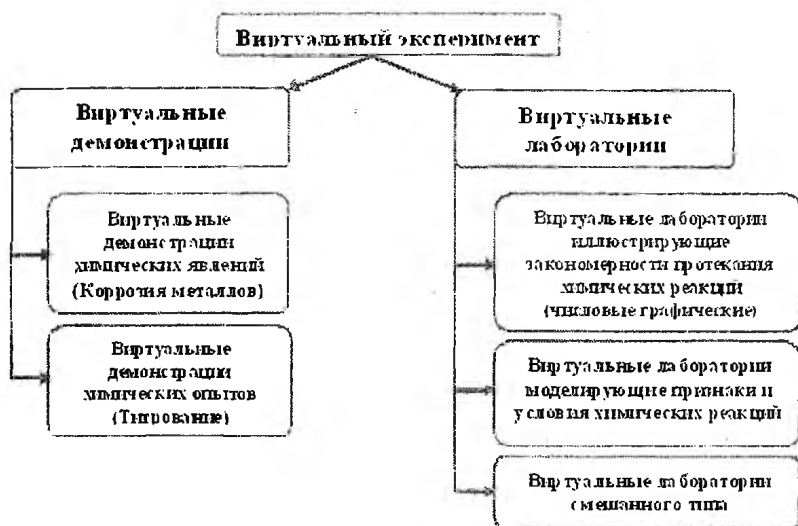 Виртуальный эксперимент
Виртуальные
демонстрации
Виртуальные
демонстрации
химических явлений
(Коррозия металлов)
Виртуальные
демонстрации
химических опытов
(Титрование)
Виртуальные
лаборатории
Виртуальные лаборатории
иллюстрирующие
закономерности протекания
химических реакций
(числовые графические)
Виртуальные лаборатории
моделирующие признаки и
условия химических реакций
Виртуальные лаборатории
смешанного типа